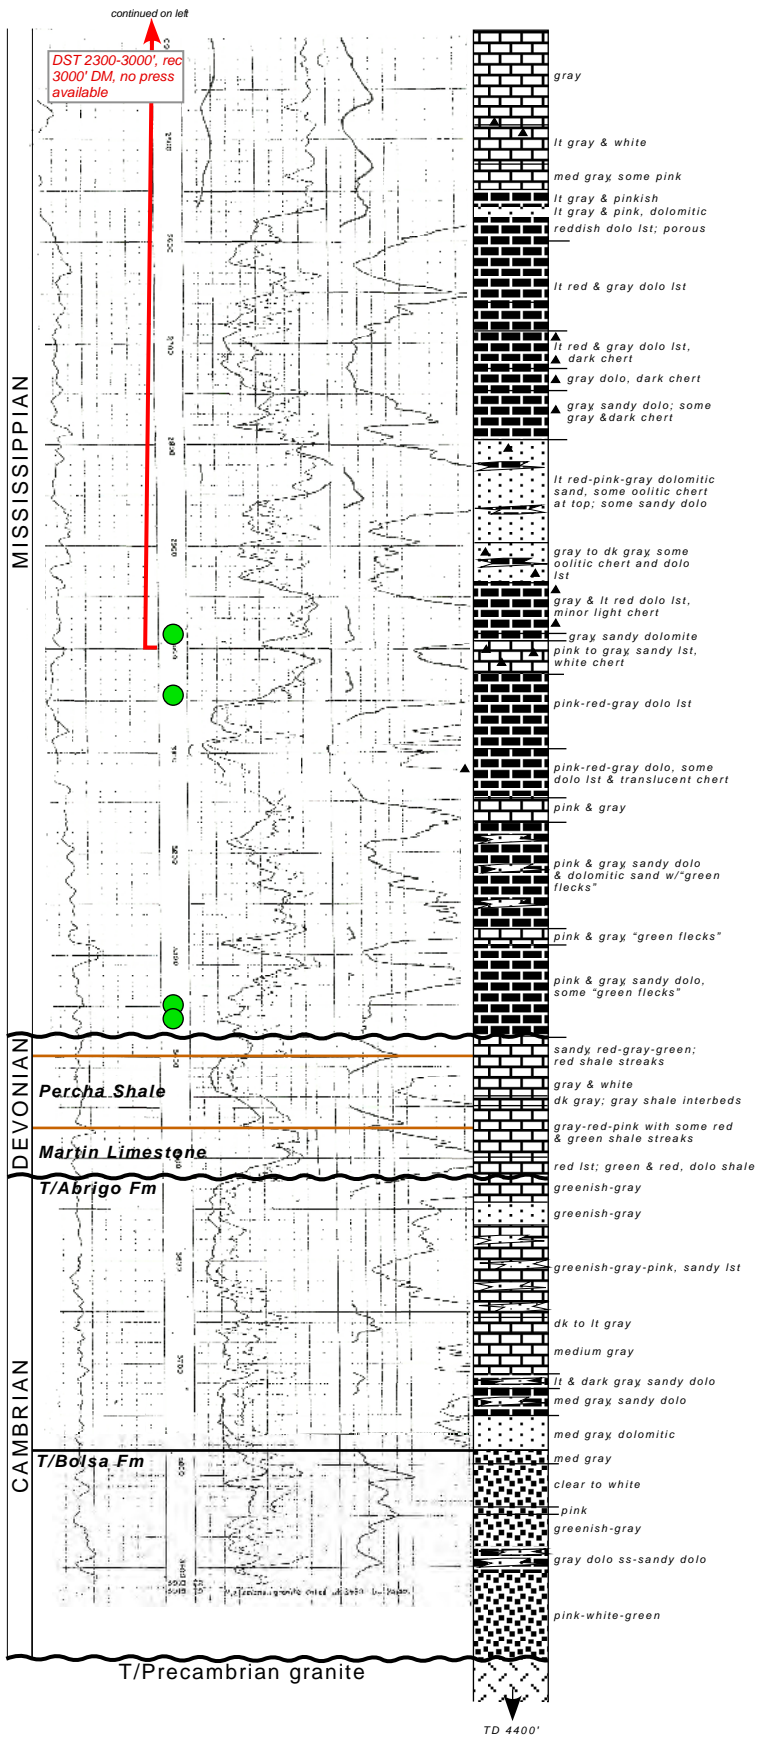 continued on left
DST 2300-3000', rec
3000' DM, no press
available
gray
lt gray & white
med gray, some pink
lt gray & pinkish
lt gray & pink, dolomitic
reddish dolo lst; porous
lt red & gray dolo lst
2700
lt red & gray dolo lst,
dark chert
gray dolo, dark chert
gray, sandy dolo; some
gray &dark chert
MISSISSIPPIAN
2800
lt red-pink-gray dolomitic
sand, some oolitic chert
at top; some sandy dolo
2900
gray to dk gray, some
oolitic chert and dolo
lst
gray & lt red dolo lst,
minor light chert
gray, sandy dolomite
pink to gray, sandy lst,
white chert
pink-red-gray dolo lst
pink-red-gray dolo, some
dolo lst & translucent chert
pink & gray
pink & gray, sandy dolo
& dolomitic sand w/“green
flecks”
pink & gray, “green flecks”
pink & gray, sandy dolo,
some “green flecks”
DEVONIAN
sandy, red-gray-green;
red shale streaks
Percha Shale
gray & white
dk gray; gray shale interbeds
gray-red-pink with some red
& green shale streaks
Martin Limestone
red lst; green & red, dolo shale
T/Abrigo Fm
greenish-gray
greenish-gray
greenish-gray-pink, sandy lst
dk to lt gray
medium gray
CAMBRIAN
lt & dark gray, sandy dolo
med gray, sandy dolo
med gray, dolomitic
T/Bolsa Fm
med gray
clear to white
pink
greenish-gray
gray dolo ss-sandy dolo
pink-white-green
T/Precambrian granite
TD 4400'